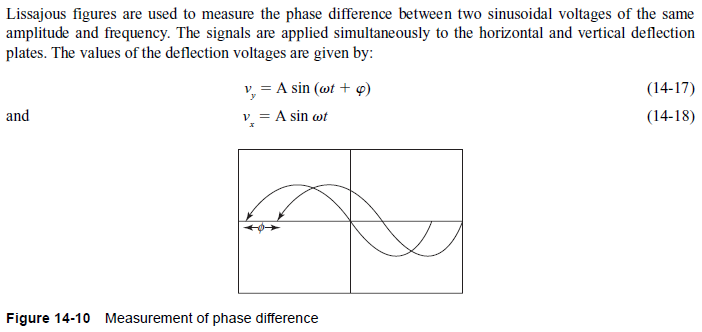 Lissajous figures are used to measure the phase difference between two sinusoidal voltages of the same
amplitude and frequency. The signals are applied simultaneously to the horizontal and vertical deflection
plates. The values of the deflection voltages are given by:
v_y = A sin (ωt + φ) (14-17)
and v_x = A sin ωt (14-18)
ϕ
Figure 14-10 Measurement of phase difference